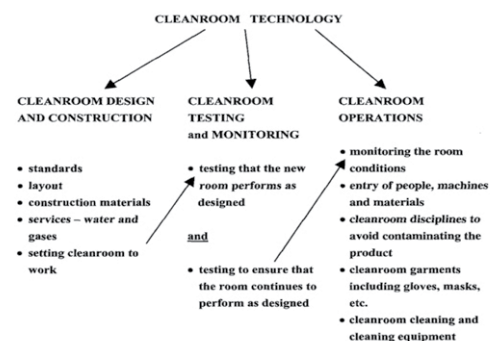 CLEANROOM TECHNOLOGY
CLEANROOM DESIGN
AND CONSTRUCTION
• standards
• layout
• construction materials
• services – water and
gases
• setting cleanroom to
work
CLEANROOM
TESTING
and MONITORING
• testing that the new
room performs as
designed
and
• testing to ensure that
the room continues to
perform as designed
CLEANROOM
OPERATIONS
• monitoring the room
conditions
• entry of people, machines
and materials
• cleanroom disciplines to
avoid contaminating the
product
• cleanroom garments
including gloves, masks,
etc.
• cleanroom cleaning and
cleaning equipment